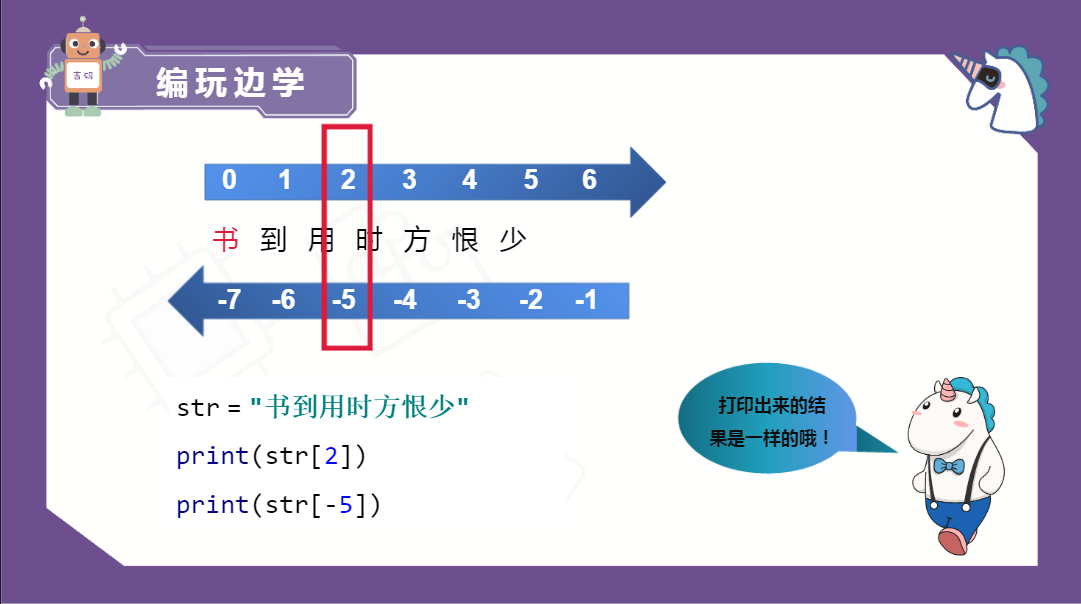 吉码
编玩边学
0 1 2 3 4 5 6
书 到 用 时 方 恨 少
-7 -6 -5 -4 -3 -2 -1
str = "书到用时方恨少"
print(str[2])
print(str[-5])
打印出来的结
果是一样的哦！